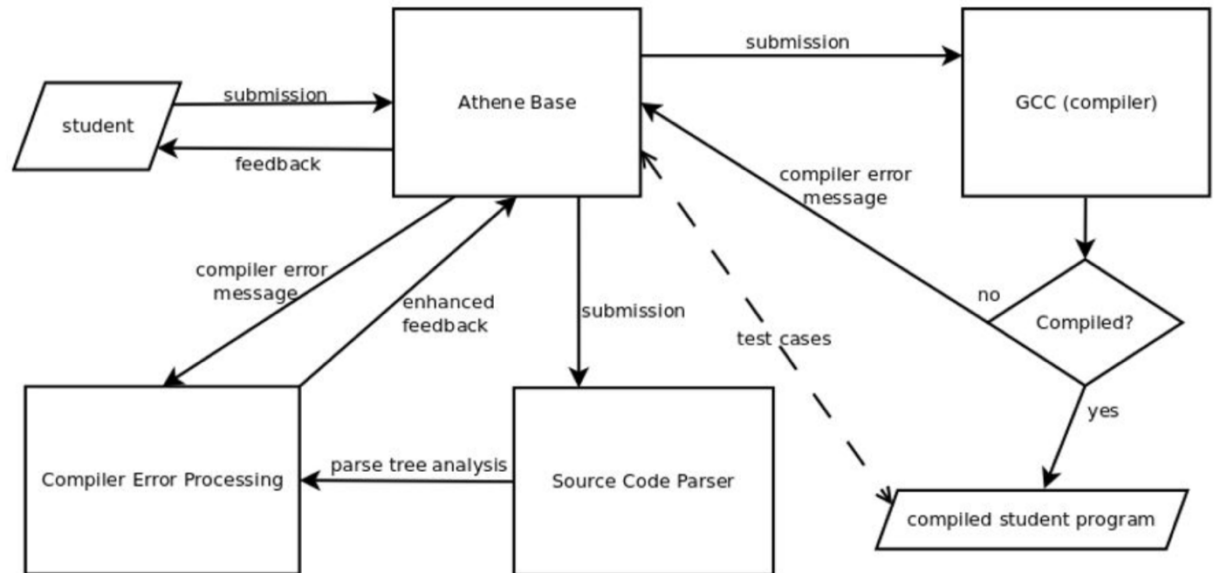 submission
Athene Base
GCC (compiler)
submission
student
feedback
compiler error
message
compiler error
message
enhanced
feedback
submission
no
Compiled?
test cases
yes
parse tree analysis
Compiler Error Processing
Source Code Parser
compiled student program